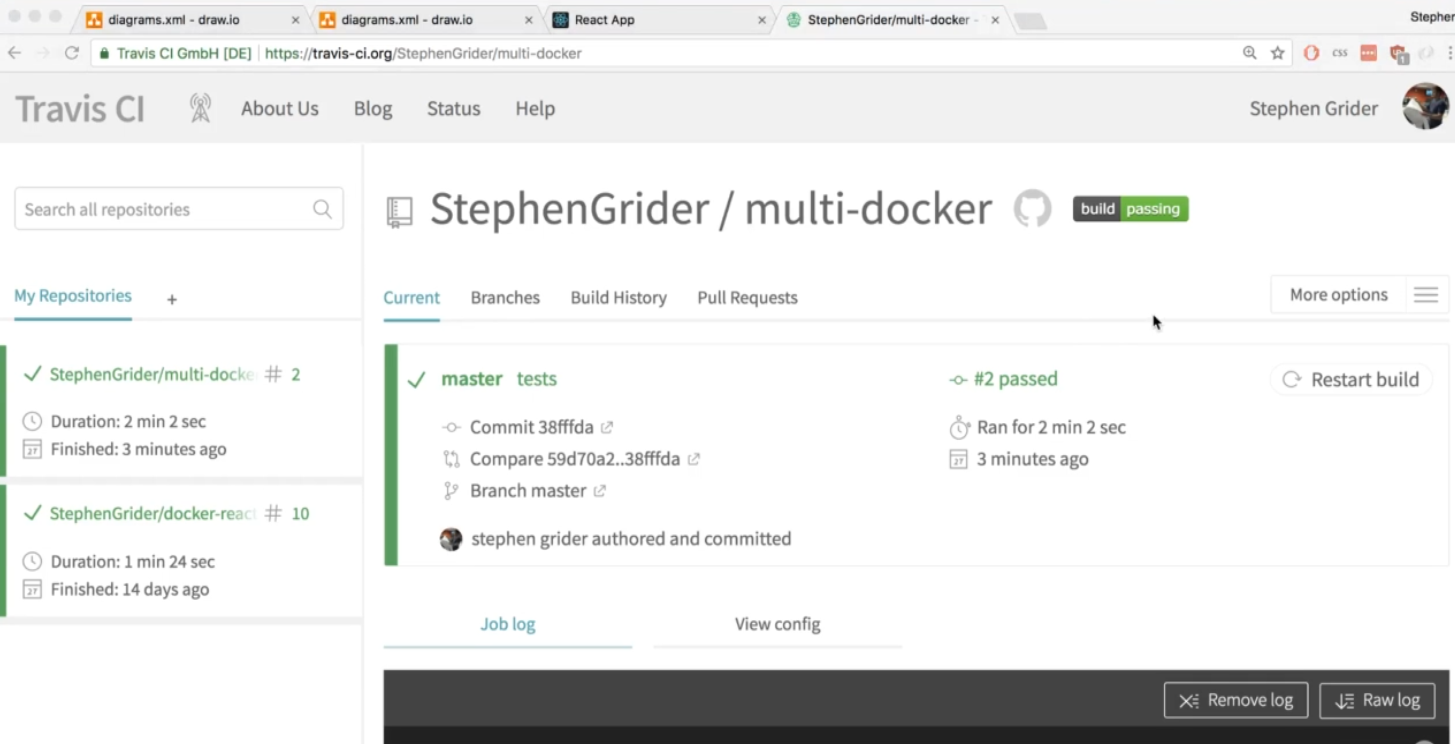 diagrams.xml - draw.io
diagrams.xml - draw.io
React App
StephenGrider/multi-docker -
Stephen
Travis CI GmbH [DE] https://travis-ci.org/StephenGrider/multi-docker
css
Travis CI
About Us
Blog
Status
Help
Stephen Grider
Search all repositories
StephenGrider / multi-docker
build passing
My Repositories +
Current
Branches
Build History
Pull Requests
More options
StephenGrider/multi-docke # 2
Duration: 2 min 2 sec
Finished: 3 minutes ago
StephenGrider/docker-react # 10
Duration: 1 min 24 sec
Finished: 14 days ago
master tests
Commit 38fffda
Compare 59d70a2..38fffda
Branch master
stephen grider authored and committed
#2 passed
Ran for 2 min 2 sec
27 3 minutes ago
Restart build
Job log
View config
Remove log
Raw log